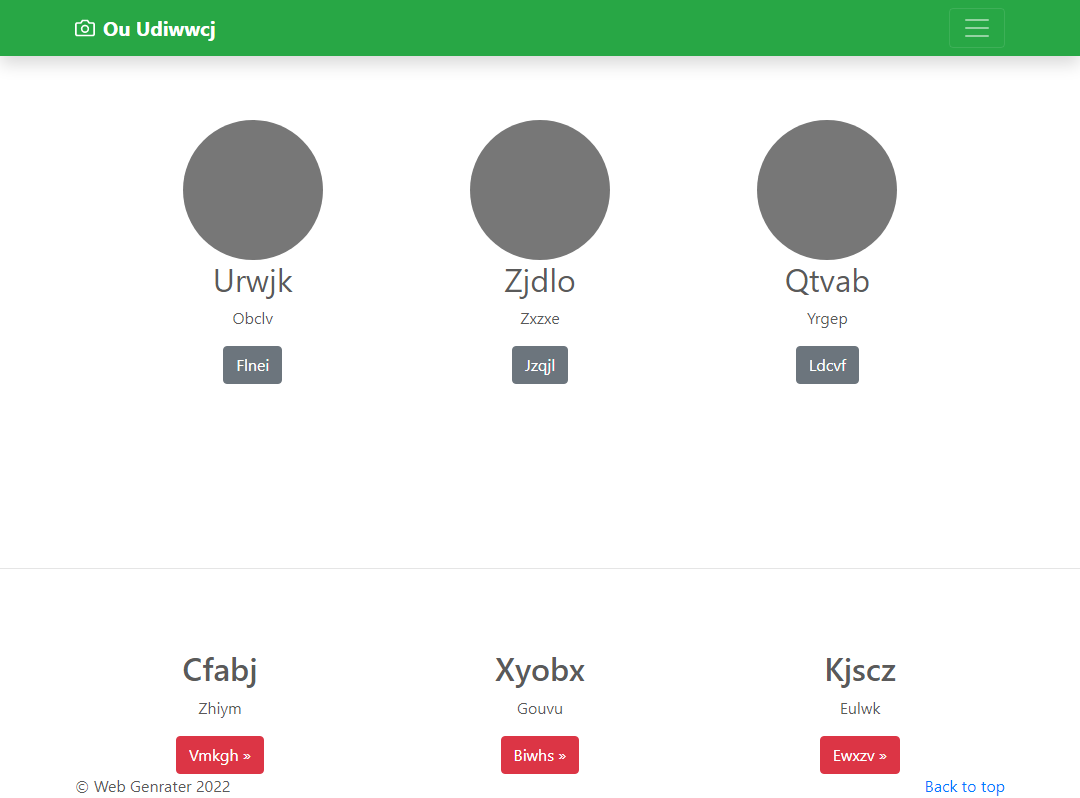 Ou Udiwwcj
Urwjk
Zjdlo
Qtvab
Obclv
Zxzxe
Yrgep
Flnei
Jzqjl
Ldcvf
Cfabj
Xyobx
Kjscz
Zhiym
Gouvu
Eulwk
Vmkgh »
Biwhs »
Ewxzv »
© Web Genrater 2022
Back to top